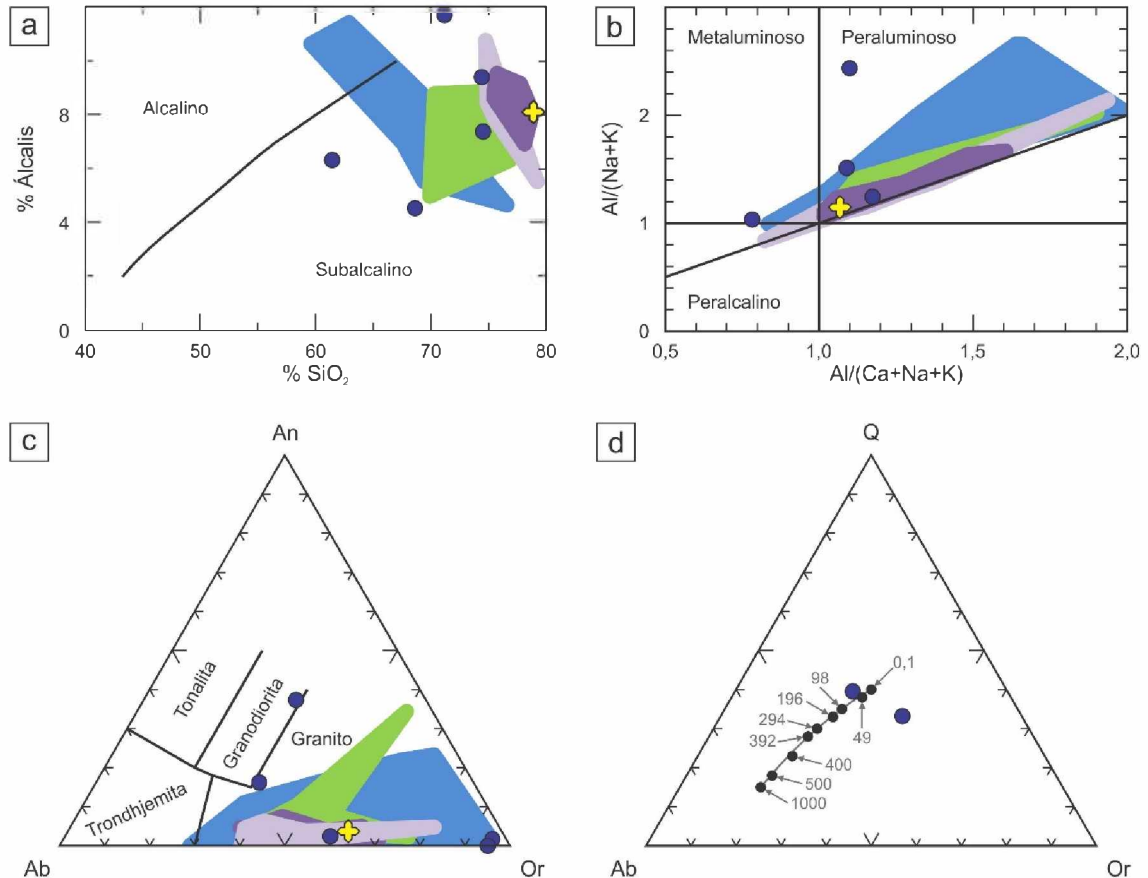 a
Alcalino
Subalcalino
% Álcalis
8
4
0
40
50
60
70
80
% SiO₂
b
Metaluminoso
Peraluminoso
Peralcalino
Al/(Na+K)
2
1
0
0,5
1,0
1,5
2,0
Al/(Ca+Na+K)
c
An
Tonalita
Granodiorita
Granito
Trondhjemita
Ab
Or
d
Q
0,1
98
196
294
392
49
400
500
1000
Ab
Or